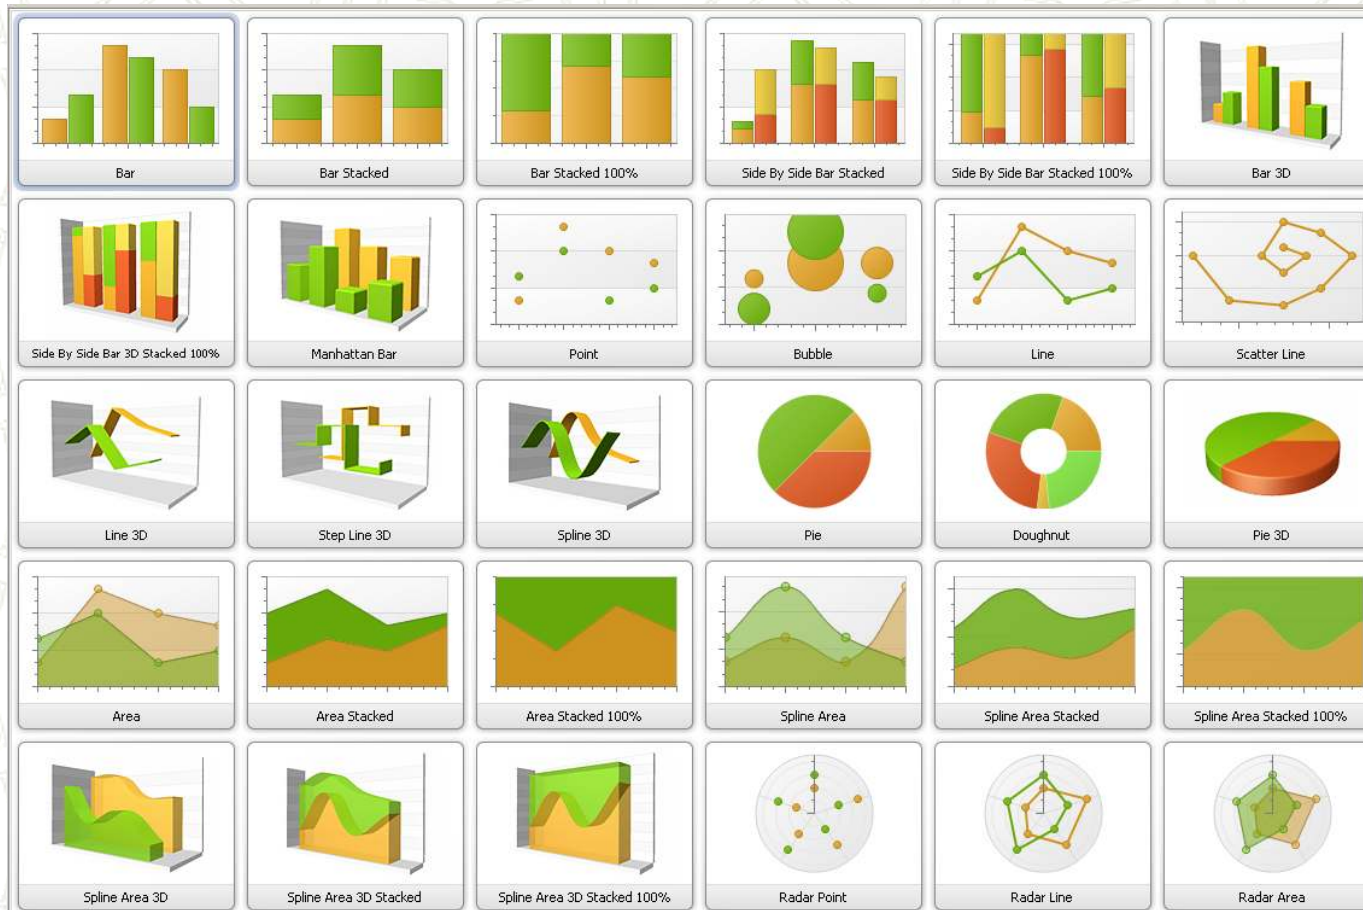 Bar
Bar Stacked
Bar Stacked 100%
Side By Side Bar Stacked
Side By Side Bar Stacked 100%
Bar 3D
Side By Side Bar 3D Stacked 100%
Manhattan Bar
Point
Bubble
Line
Scatter Line
Line 3D
Step Line 3D
Spline 3D
Pie
Doughnut
Pie 3D
Area
Area Stacked
Area Stacked 100%
Spline Area
Spline Area Stacked
Spline Area Stacked 100%
Spline Area 3D
Spline Area 3D Stacked
Spline Area 3D Stacked 100%
Radar Point
Radar Line
Radar Area